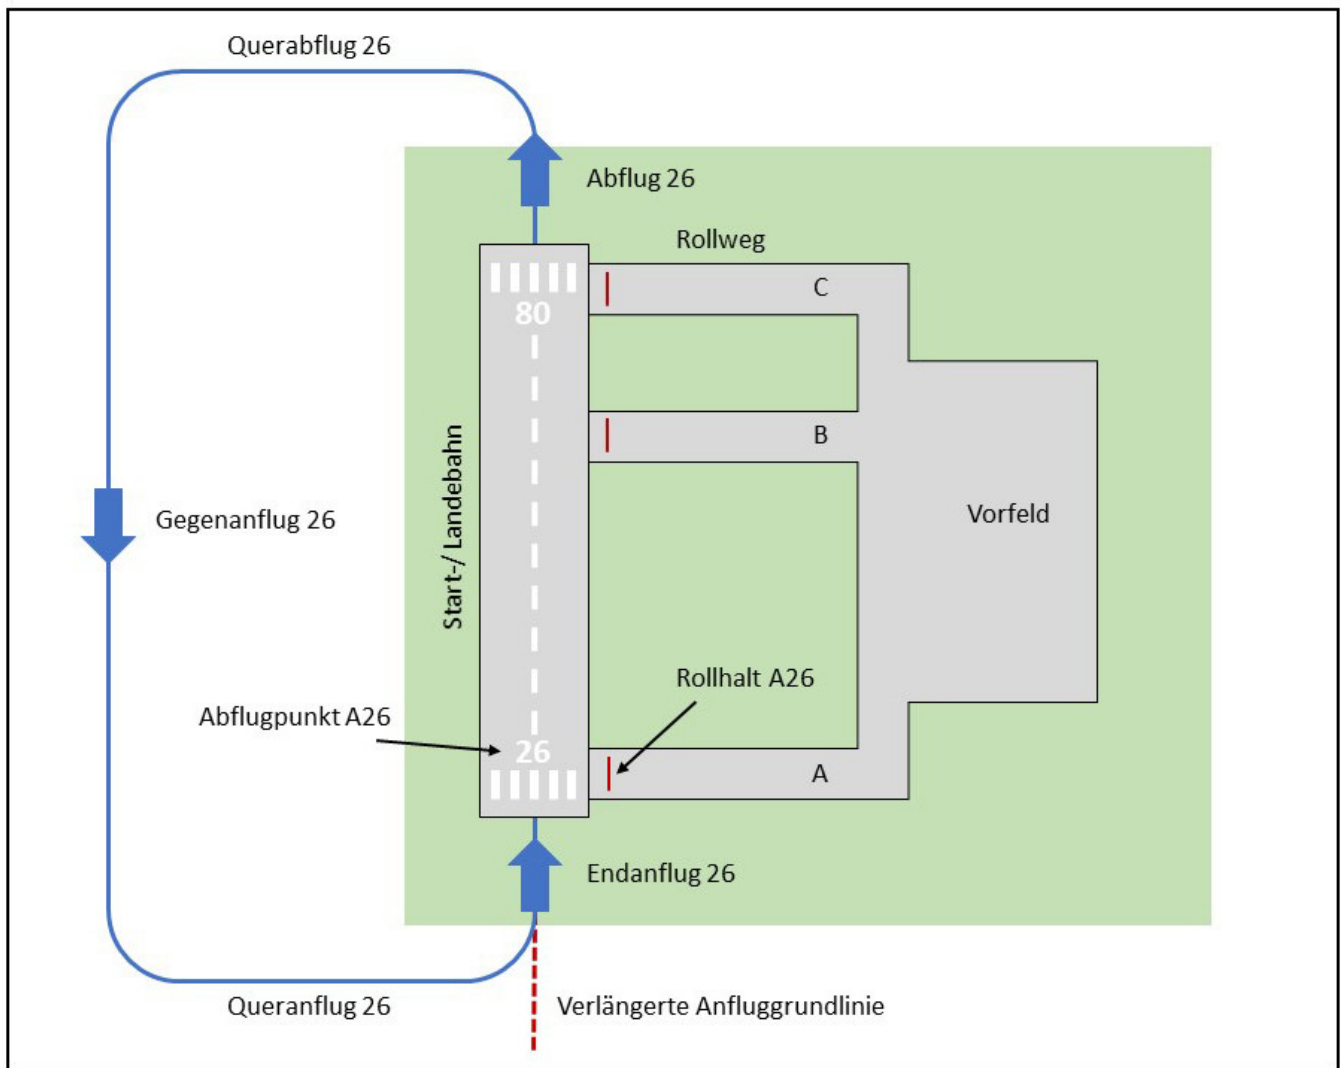 Querabflug 26
Abflug 26
Rollweg
C
80
B
Gegenanflug 26
Start-/ Landebahn
Vorfeld
Rollhalt A26
Abflugpunkt A26
26
A
Endanflug 26
Queranflug 26
Verlängerte Anfluggrundlinie